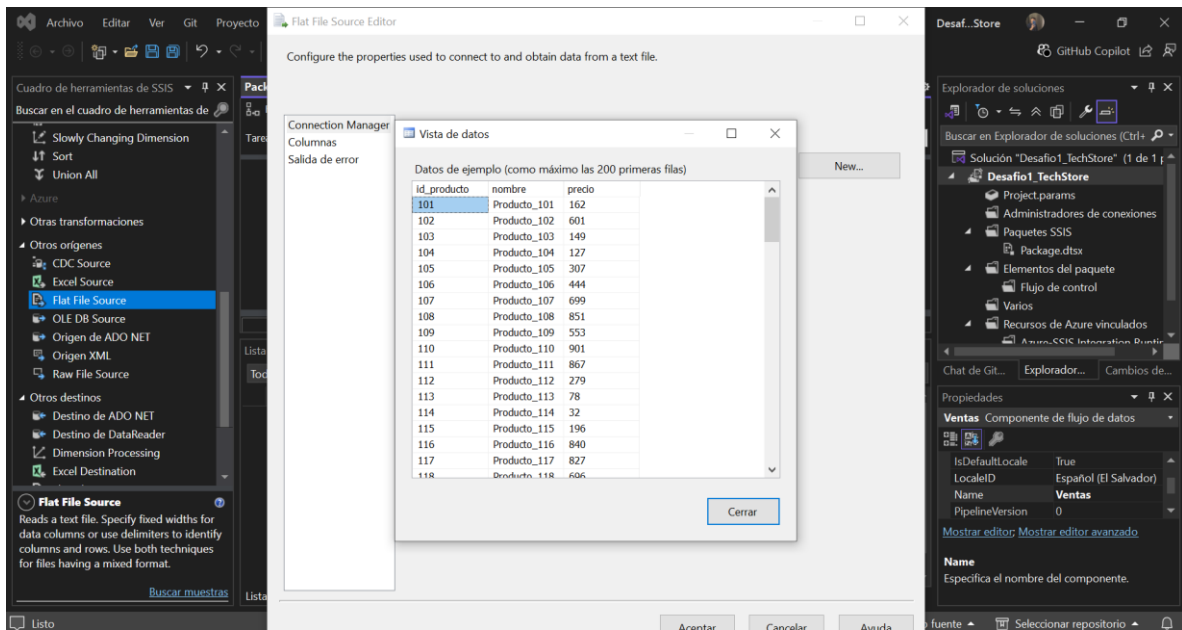 Archivo Editar Ver Git Proyecto
Flat File Source Editor
Desaf...Store
GitHub Copilot
Configure the properties used to connect to and obtain data from a text file.
Cuadro de herramientas de SSIS
Buscar en el cuadro de herramientas de
Slowly Changing Dimension
Sort
Union All
Azure
Otras transformaciones
Otros orígenes
CDC Source
Excel Source
Flat File Source
OLE DB Source
Origen de ADO NET
Origen XML
Raw File Source
Otros destinos
Destino de ADO NET
Destino de DataReader
Dimension Processing
Excel Destination
Flat File Source
Reads a text file. Specify fixed widths for
data columns or use delimiters to identify
columns and rows. Use both techniques
for files having a mixed format.
Buscar muestras
Pack
Tarea
Lista
Tod
Lista
Connection Manager
Columnas
Salida de error
New...
Vista de datos
Datos de ejemplo (como máximo las 200 primeras filas)
id_producto nombre precio
101 Producto_101 162
102 Producto_102 601
103 Producto_103 149
104 Producto_104 127
105 Producto_105 307
106 Producto_106 444
107 Producto_107 699
108 Producto_108 851
109 Producto_109 553
110 Producto_110 901
111 Producto_111 867
112 Producto_112 279
113 Producto_113 78
114 Producto_114 32
115 Producto_115 196
116 Producto_116 840
117 Producto_117 827
118 Producto_118 696
Cerrar
Aceptar Cancelar Ayuda
Explorador de soluciones
Buscar en Explorador de soluciones (Ctrl+
Solución "Desafio1_TechStore" (1 de 1
Desafio1_TechStore
Project.params
Administradores de conexiones
Paquetes SSIS
Package.dtsx
Elementos del paquete
Flujo de control
Varios
Recursos de Azure vinculados
Azure-SSIS Integration Runtim
Chat de Git... Explorador... Cambios de...
Propiedades
Ventas Componente de flujo de datos
IsDefaultLocale True
LocaleID Español (El Salvador)
Name Ventas
PipelineVersion 0
Mostrar editor; Mostrar editor avanzado
Name
Especifica el nombre del componente.
Listo
fuente Seleccionar repositorio